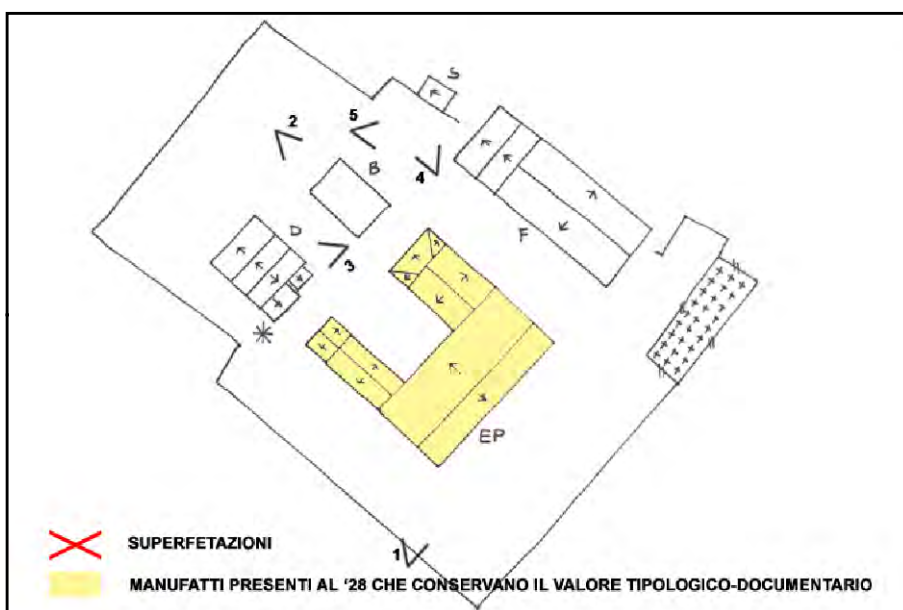 S
5
2
B
4
D
3
F
EP
1
SUPERFETAZIONI
MANUFATTI PRESENTI AL '28 CHE CONSERVANO IL VALORE TIPOLOGICO-DOCUMENTARIO